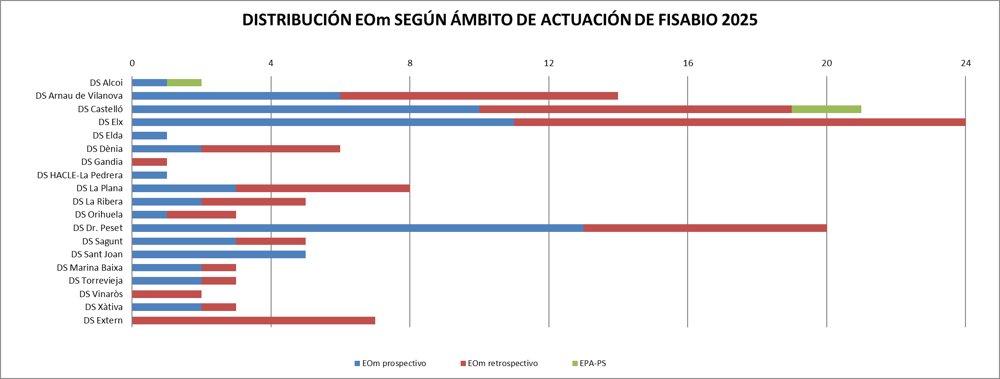 DISTRIBUCIÓN EOm SEGÚN ÁMBITO DE ACTUACIÓN DE FISABIO 2025
0 4 8 12 16 20 24
DS Alcoi
DS Arnau de Vilanova
DS Castelló
DS Elx
DS Elda
DS Dènia
DS Gandia
DS HACLE-La Pedrera
DS La Plana
DS La Ribera
DS Orihuela
DS Dr. Peset
DS Sagunt
DS Sant Joan
DS Marina Baixa
DS Torrevieja
DS Vinaròs
DS Xàtiva
DS Extern
EOm prospectivo EOm retrospectivo EPA-PS